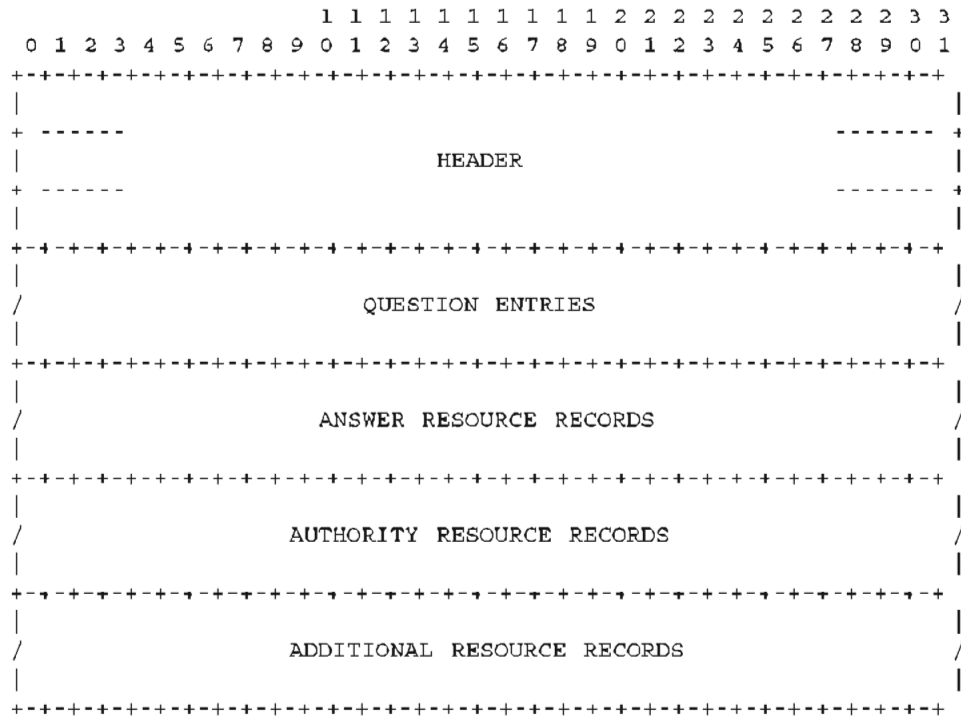 1 1 1 1 1 1 1 1 1 1 2 2 2 2 2 2 2 2 2 2 3 3
0 1 2 3 4 5 6 7 8 9 0 1 2 3 4 5 6 7 8 9 0 1 2 3 4 5 6 7 8 9 0 1
HEADER
QUESTION ENTRIES
ANSWER RESOURCE RECORDS
AUTHORITY RESOURCE RECORDS
ADDITIONAL RESOURCE RECORDS